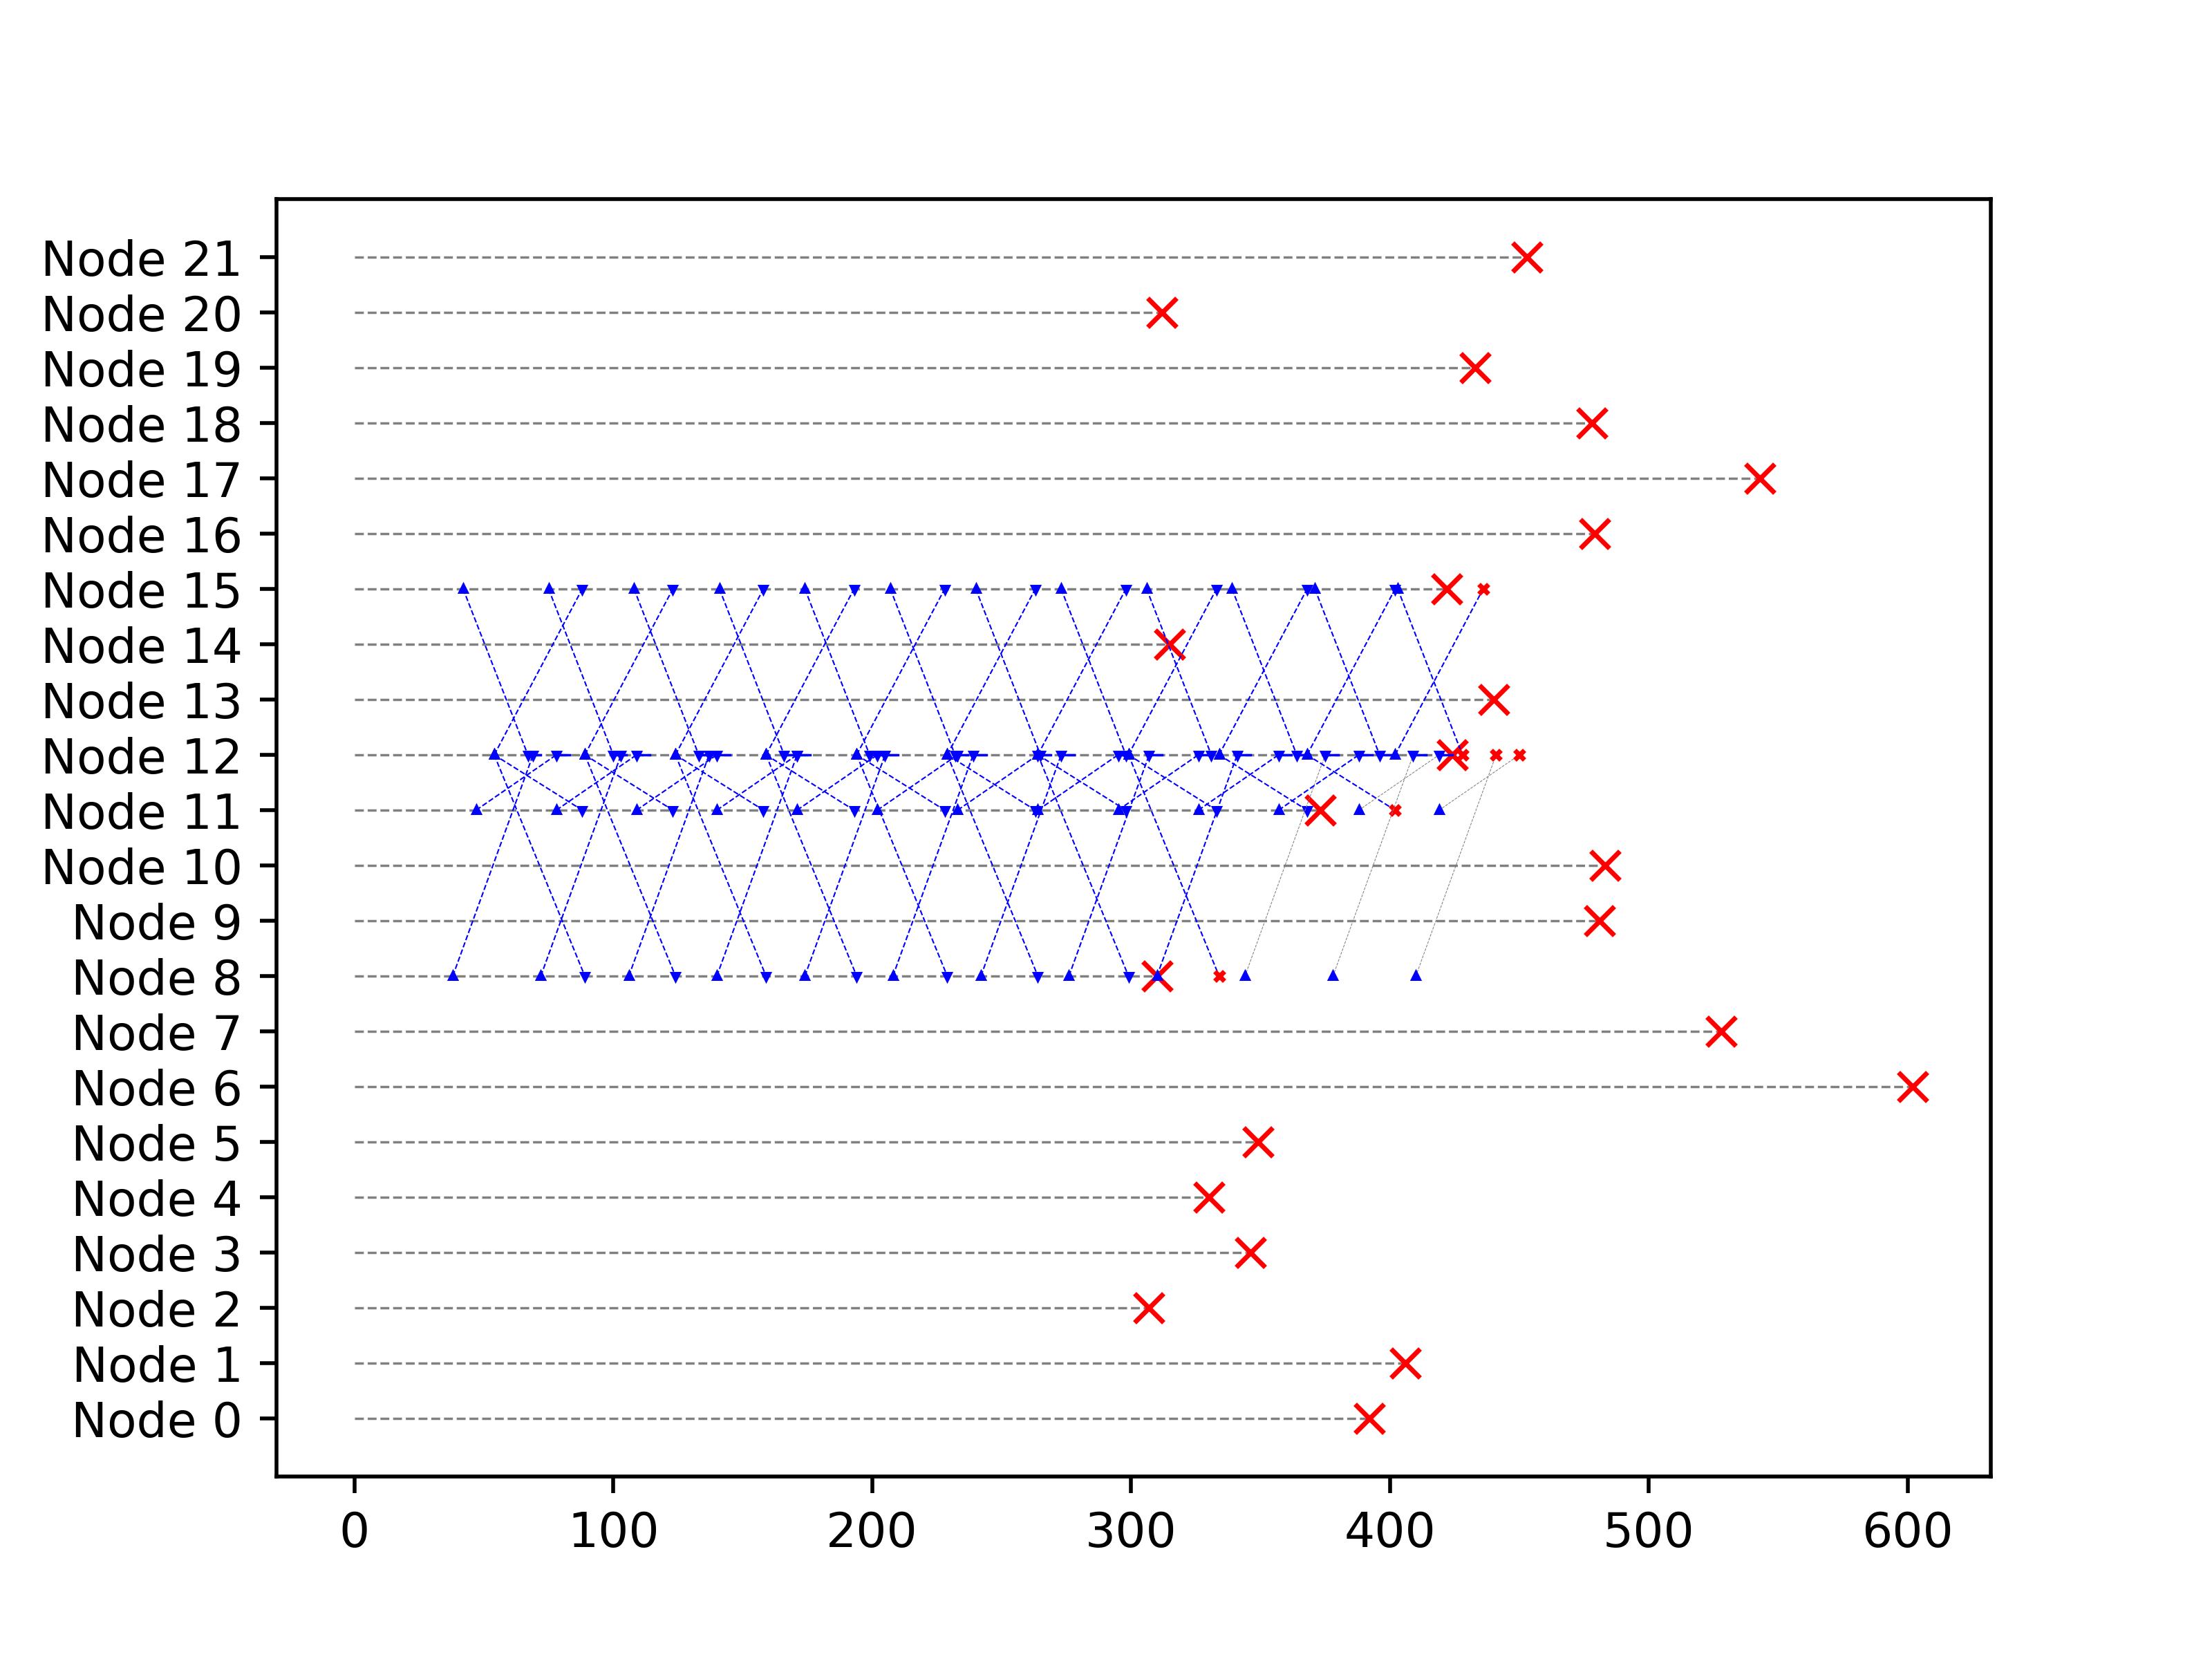 Node 21
Node 20
Node 19
Node 18
Node 17
Node 16
Node 15
Node 14
Node 13
Node 12
Node 11
Node 10
Node 9
Node 8
Node 7
Node 6
Node 5
Node 4
Node 3
Node 2
Node 1
Node 0
0 100 200 300 400 500 600